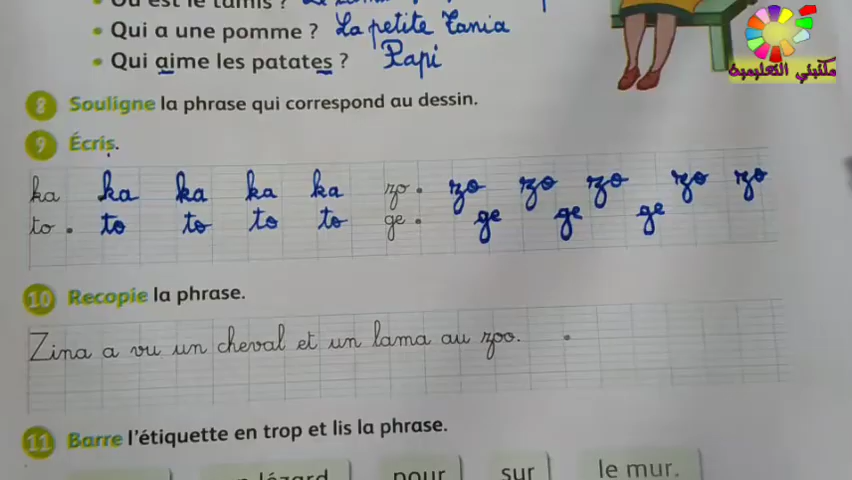 Qui a une pomme ? La petite Tania
Qui aime les patates ? Papi
مكتبتي التعليمية
8 Souligne la phrase qui correspond au dessin.
9 Écris.
ka ka ka ka ka zo zo zo zo zo zo
to to to to to ge ge ge ge
10 Recopie la phrase.
Zina a vu un cheval et un lama au zoo.
11 Barre l'étiquette en trop et lis la phrase.
lézard pour sur le mur.